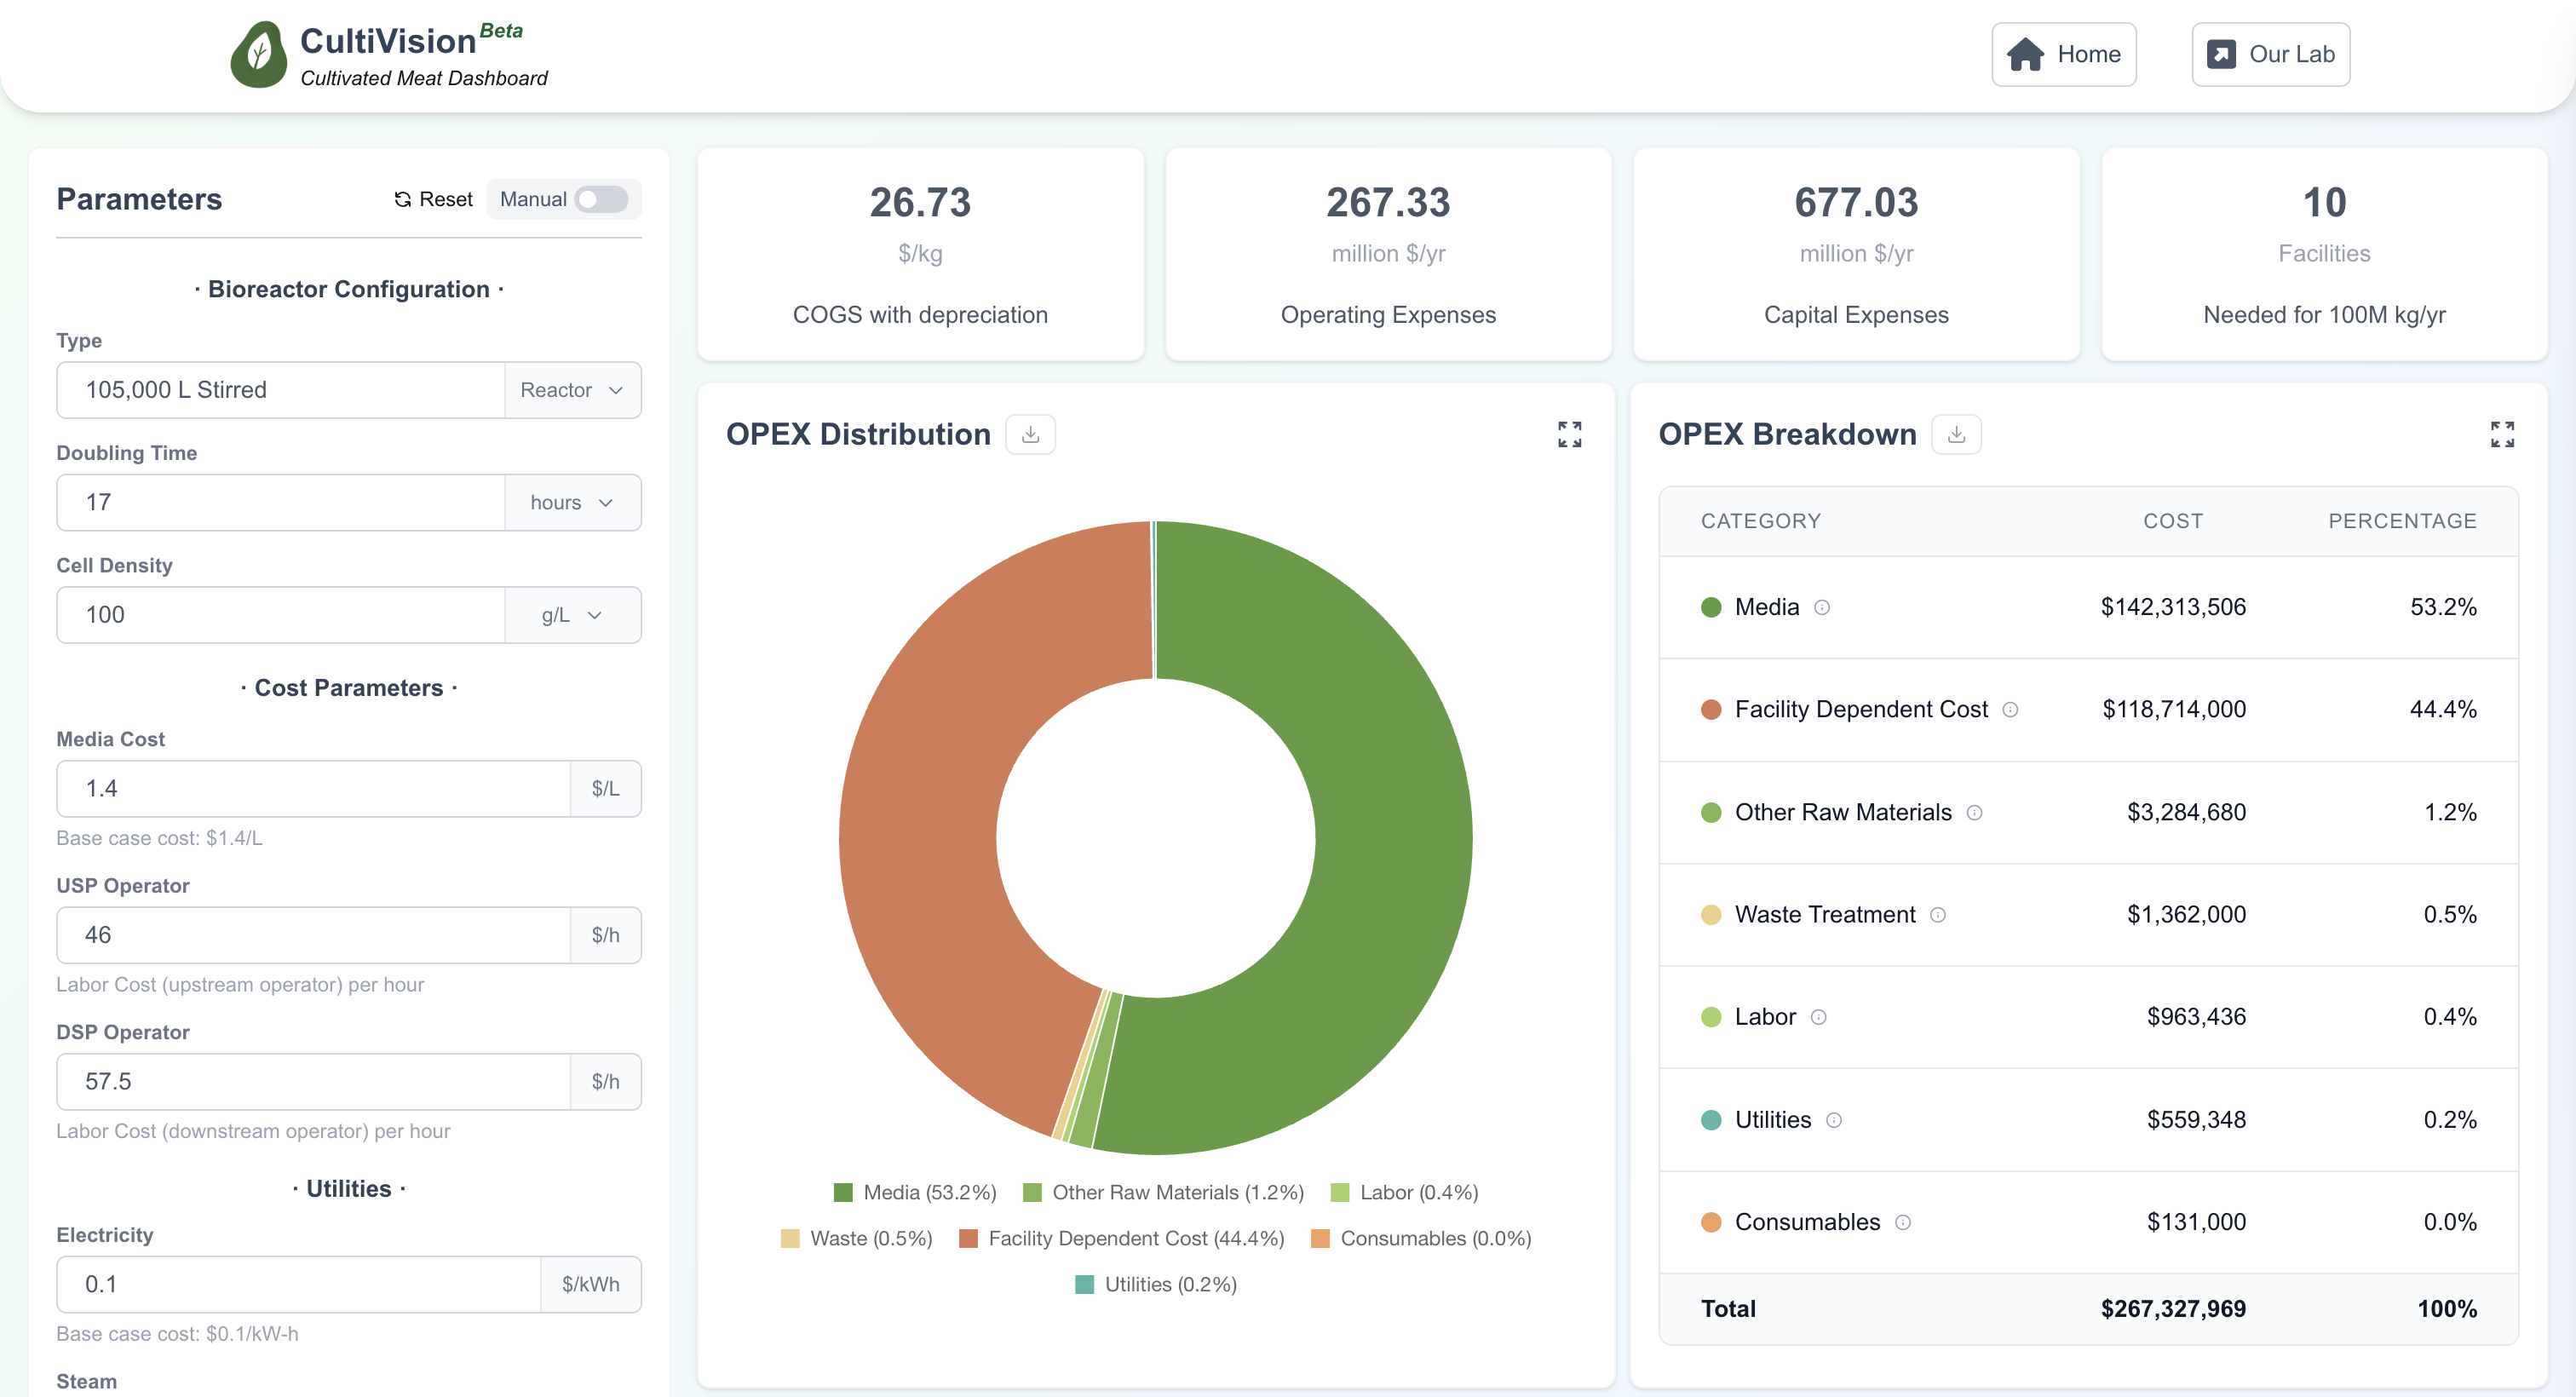 CultiVision Beta
Cultivated Meat Dashboard
Home
Our Lab
Parameters
Reset
Manual
· Bioreactor Configuration ·
Type
105,000 L Stirred
Reactor
Doubling Time
17
hours
Cell Density
100
g/L
· Cost Parameters ·
Media Cost
1.4
$/L
Base case cost: $1.4/L
USP Operator
46
$/h
Labor Cost (upstream operator) per hour
DSP Operator
57.5
$/h
Labor Cost (downstream operator) per hour
· Utilities ·
Electricity
0.1
$/kWh
Base case cost: $0.1/kW-h
Steam
26.73
$/kg
COGS with depreciation
267.33
million $/yr
Operating Expenses
677.03
million $/yr
Capital Expenses
10
Facilities
Needed for 100M kg/yr
OPEX Distribution
Media (53.2%) Other Raw Materials (1.2%) Labor (0.4%)
Waste (0.5%) Facility Dependent Cost (44.4%) Consumables (0.0%)
Utilities (0.2%)
OPEX Breakdown
CATEGORY COST PERCENTAGE
Media $142,313,506 53.2%
Facility Dependent Cost $118,714,000 44.4%
Other Raw Materials $3,284,680 1.2%
Waste Treatment $1,362,000 0.5%
Labor $963,436 0.4%
Utilities $559,348 0.2%
Consumables $131,000 0.0%
Total $267,327,969 100%